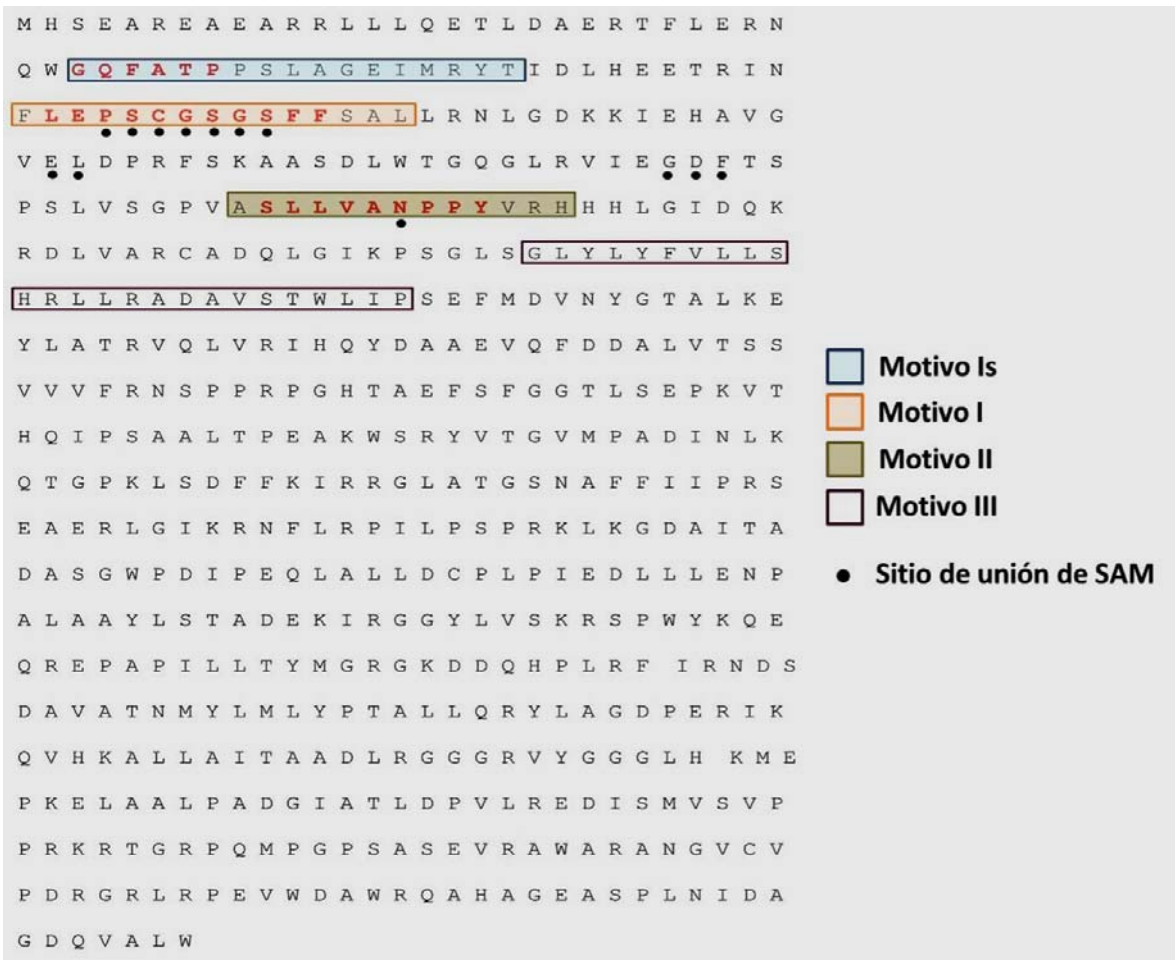 M H S E A R E A E A R R L L L Q E T L D A E R T F L E R N
Q W G Q F A T P P S L A G E I M R Y T I D L H E E T R I N
F L E P S C G S G S F F S A L L R N L G D K K I E H A V G
V E L D P R F S K A A S D L W T G Q G L R V I E G D F T S
P S L V S G P V A S L L V A N P P Y V R H H H L G I D Q K
R D L V A R C A D Q L G I K P S G L S G L Y L Y F V L L S
H R L L R A D A V S T W L I P S E F M D V N Y G T A L K E
Y L A T R V Q L V R I H Q Y D A A E V Q F D D A L V T S S
V V V F R N S P P R P G H T A E F S F G G T L S E P K V T
H Q I P S A A L T P E A K W S R Y V T G V M P A D I N L K
Q T G P K L S D F F K I R R G L A T G S N A F F I I P R S
E A E R L G I K R N F L R P I L P S P R K L K G D A I T A
D A S G W P D I P E Q L A L L D C P L P I E D L L L E N P
A L A A Y L S T A D E K I R G G Y L V S K R S P W Y K Q E
Q R E P A P I L L T Y M G R G K D D Q H P L R F I R N D S
D A V A T N M Y L M L Y P T A L L Q R Y L A G D P E R I K
Q V H K A L L A I T A A D L R G G G R V Y G G G L H K M E
P K E L A A L P A D G I A T L D P V L R E D I S M V S V P
P R K R T G R P Q M P G P S A S E V R A W A R A N G V C V
P D R G R L R P E V W D A W R Q A H A G E A S P L N I D A
G D Q V A L W
Motivo Is
Motivo I
Motivo II
Motivo III
Sitio de unión de SAM